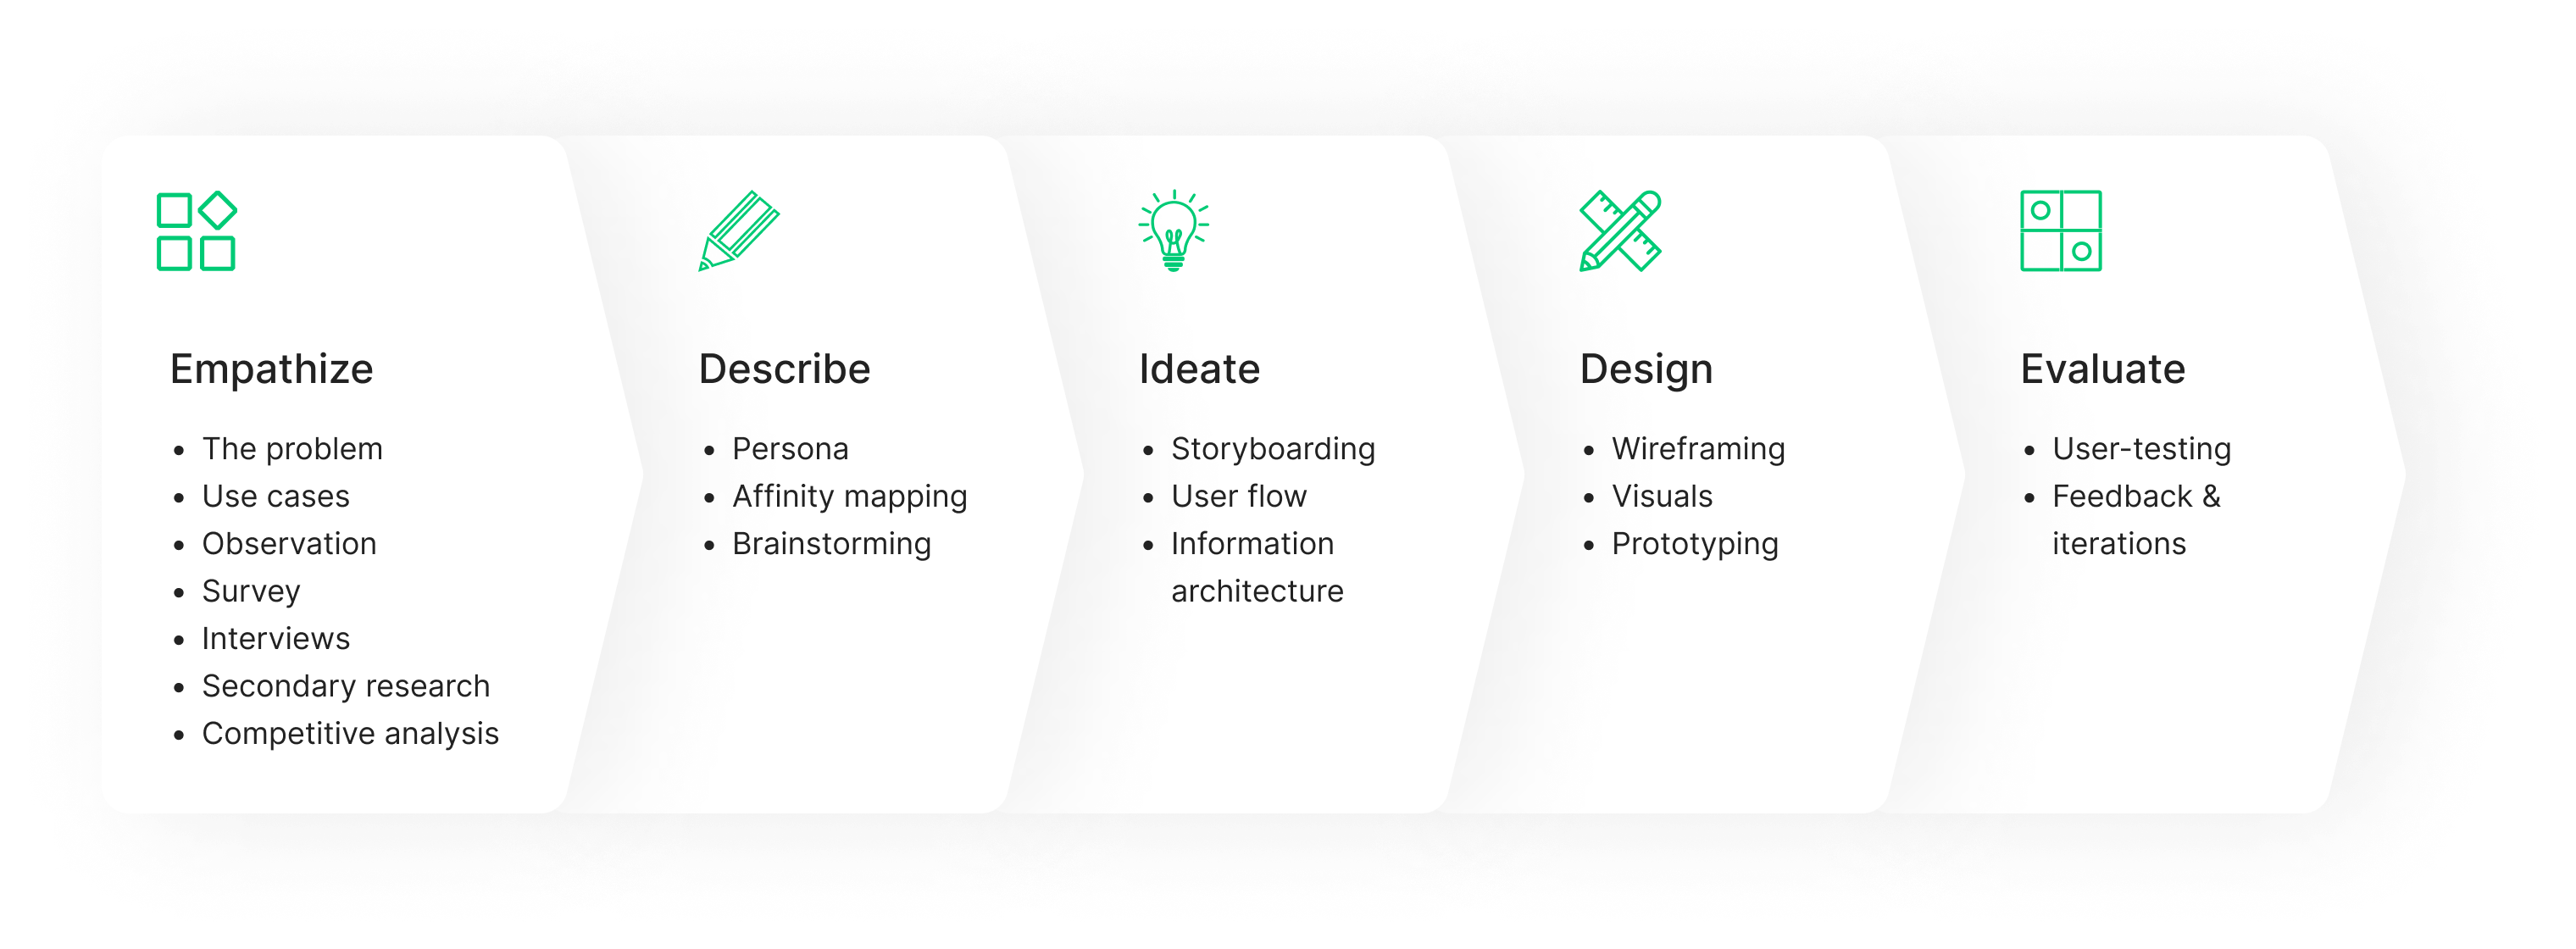 Empathize
• The problem
• Use cases
• Observation
• Survey
• Interviews
• Secondary research
• Competitive analysis
Describe
• Persona
• Affinity mapping
• Brainstorming
Ideate
• Storyboarding
• User flow
• Information
architecture
Design
• Wireframing
• Visuals
• Prototyping
Evaluate
• User-testing
• Feedback &
iterations